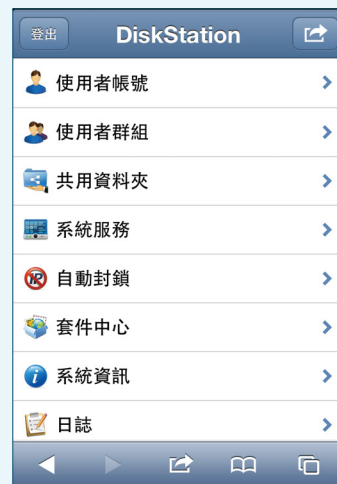 登出 DiskStation
使用者帳號
使用者群組
共用資料夾
系統服務
自動封鎖
套件中心
系統資訊
日誌